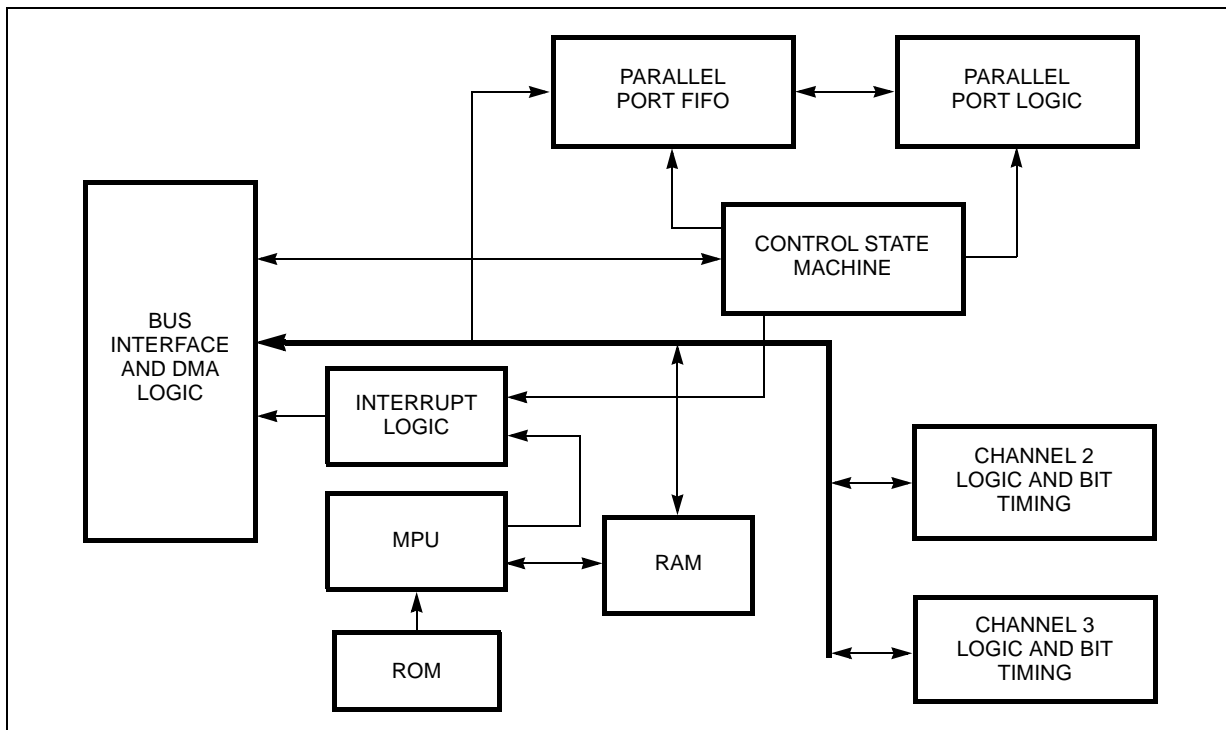 PARALLEL
PORT FIFO
PARALLEL
PORT LOGIC
CONTROL STATE
MACHINE
BUS
INTERFACE
AND DMA
LOGIC
INTERRUPT
LOGIC
CHANNEL 2
LOGIC AND BIT
TIMING
MPU
RAM
CHANNEL 3
LOGIC AND BIT
TIMING
ROM